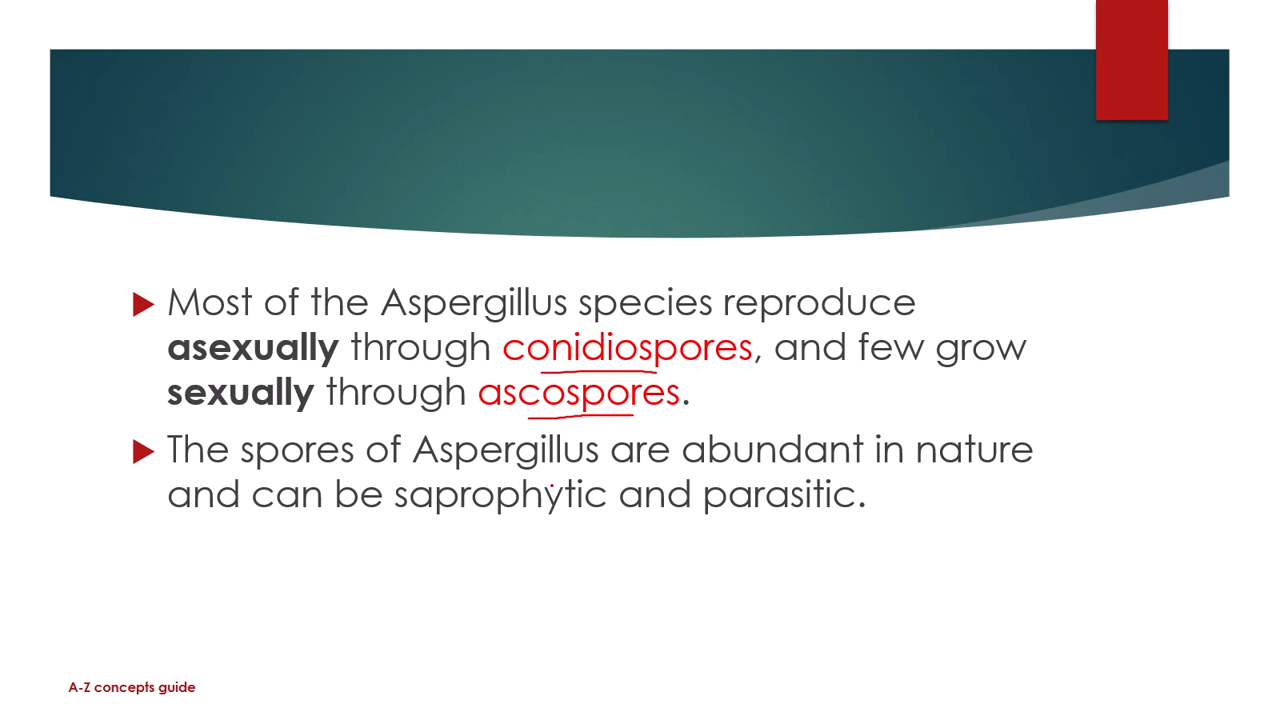 Most of the Aspergillus species reproduce
asexually through conidiospores, and few grow
sexually through ascospores.
The spores of Aspergillus are abundant in nature
and can be saprophytic and parasitic.
A-Z concepts guide